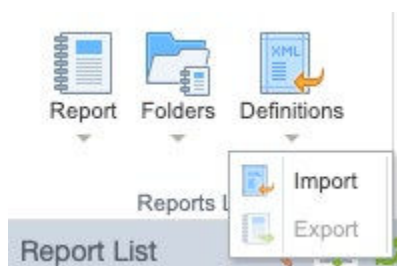 XML
Report Folders Definitions
Import
Reports L
Export
Report List